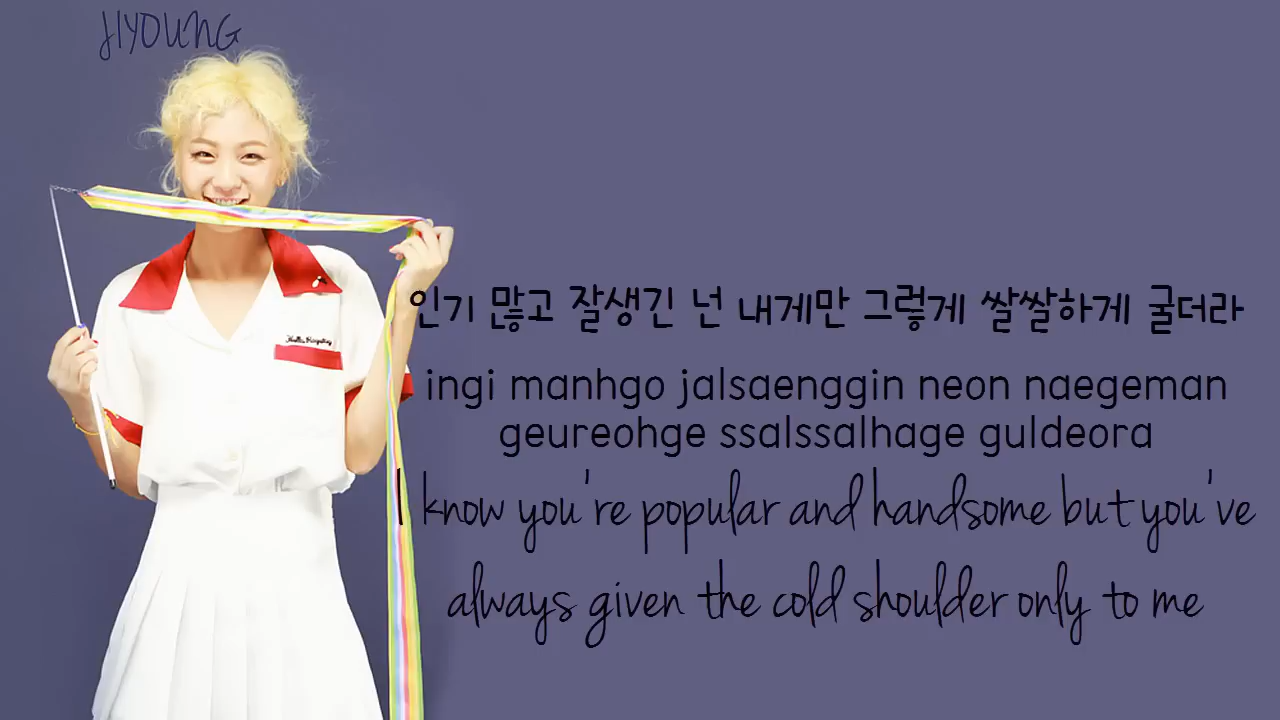 JIYOUNG
인기 많고 잘생긴 넌 내게만 그렇게 쌀쌀하게 굴더라
ingi manhgo jalsaenggin neon naegeman
geureohge ssalssalhage guldeora
I know you're popular and handsome but you've
always given the cold shoulder only to me